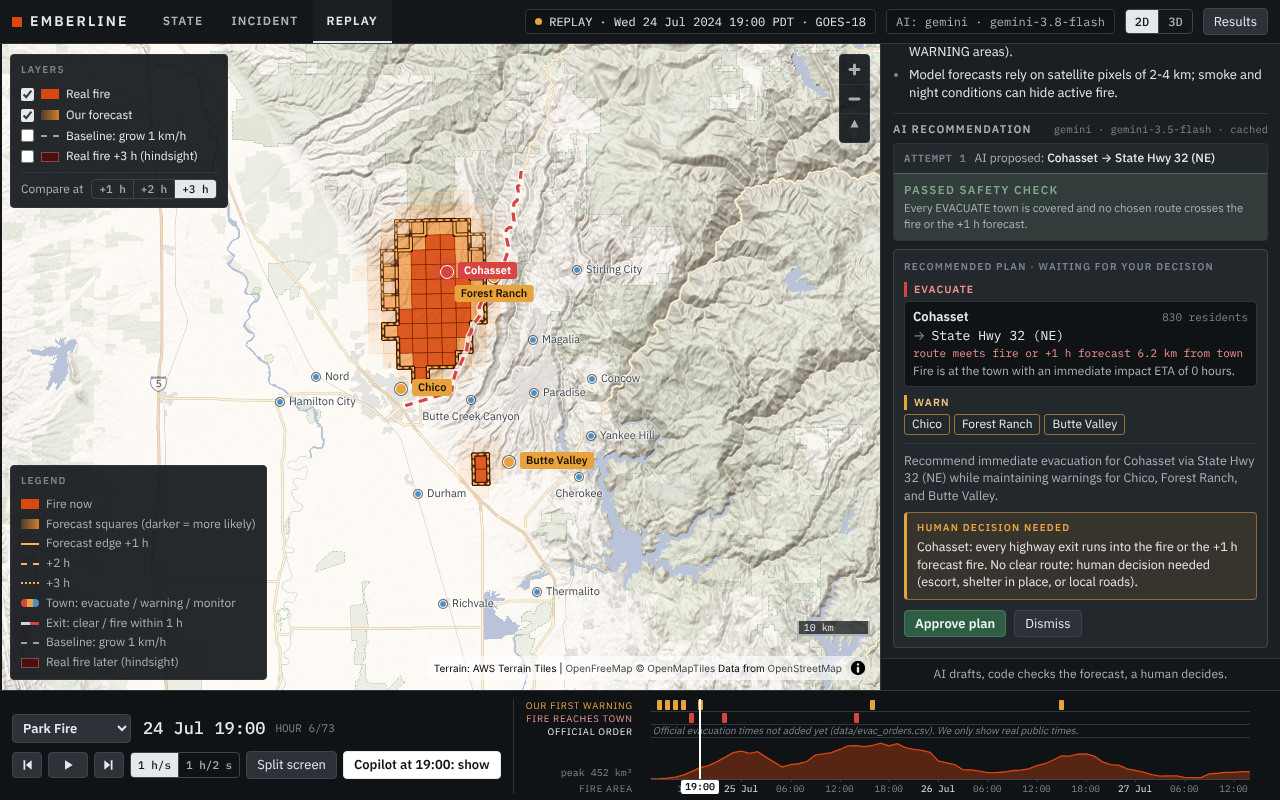 EMBERLINE
STATE
INCIDENT
REPLAY
REPLAY · Wed 24 Jul 2024 19:00 PDT · GOES-18
AI: gemini · gemini-3.8-flash
2D
3D
Results
LAYERS
Real fire
Our forecast
Baseline: grow 1 km/h
Real fire +3 h (hindsight)
Compare at
+1 h
+2 h
+3 h
Cohasset
Stirling City
Forest Ranch
Magalia
5
Nord
Chico
Concow
Hamilton City
Paradise
Butte Creek Canyon
Yankee Hill
Butte Valley
Durham
Cherokee
Thermalito
Richvale
10 km
Terrain: AWS Terrain Tiles | OpenFreeMap © OpenMapTiles Data from OpenStreetMap
LEGEND
Fire now
Forecast squares (darker = more likely)
Forecast edge +1 h
+2 h
+3 h
Town: evacuate / warning / monitor
Exit: clear / fire within 1 h
Baseline: grow 1 km/h
Real fire later (hindsight)
WARNING areas).
Model forecasts rely on satellite pixels of 2-4 km; smoke and
night conditions can hide active fire.
AI RECOMMENDATION
gemini · gemini-3.5-flash · cached
ATTEMPT 1 AI proposed: Cohasset → State Hwy 32 (NE)
PASSED SAFETY CHECK
Every EVACUATE town is covered and no chosen route crosses the
fire or the +1 h forecast.
RECOMMENDED PLAN · WAITING FOR YOUR DECISION
EVACUATE
Cohasset
830 residents
→ State Hwy 32 (NE)
route meets fire or +1 h forecast 6.2 km from town
Fire is at the town with an immediate impact ETA of 0 hours.
WARN
Chico
Forest Ranch
Butte Valley
Recommend immediate evacuation for Cohasset via State Hwy
32 (NE) while maintaining warnings for Chico, Forest Ranch,
and Butte Valley.
HUMAN DECISION NEEDED
Cohasset: every highway exit runs into the fire or the +1 h
forecast fire. No clear route: human decision needed
(escort, shelter in place, or local roads).
Approve plan
Dismiss
AI drafts, code checks the forecast, a human decides.
Park Fire
24 Jul 19:00
HOUR 6/73
1 h/s
1 h/2 s
Split screen
Copilot at 19:00: show
OUR FIRST WARNING
FIRE REACHES TOWN
OFFICIAL ORDER
Official evacuation times not added yet (data/evac_orders.csv). We only show real public times.
peak 452 km²
FIRE AREA
19:00
25 Jul
06:00
12:00
18:00
26 Jul
06:00
12:00
18:00
27 Jul
06:00
12:00